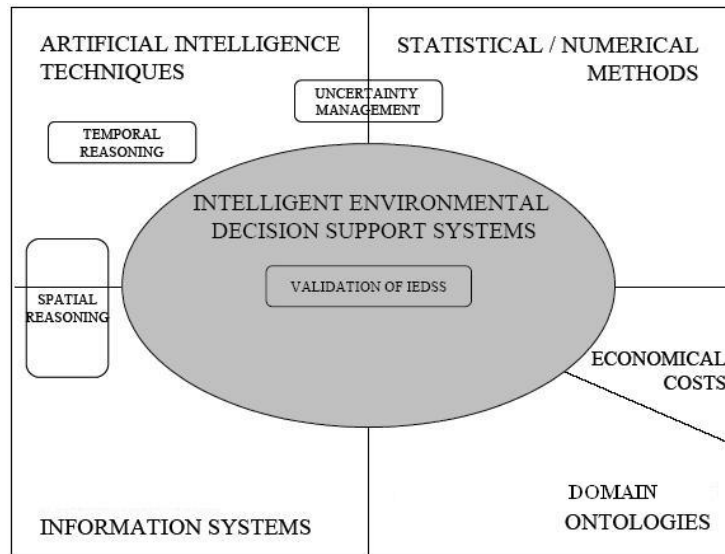 ARTIFICIAL INTELLIGENCE
TECHNIQUES
STATISTICAL / NUMERICAL
METHODS
UNCERTAINTY
MANAGEMENT
TEMPORAL
REASONING
INTELLIGENT ENVIRONMENTAL
DECISION SUPPORT SYSTEMS
VALIDATION OF IEDSS
SPATIAL
REASONING
ECONOMICAL
COSTS
INFORMATION SYSTEMS
DOMAIN
ONTOLOGIES